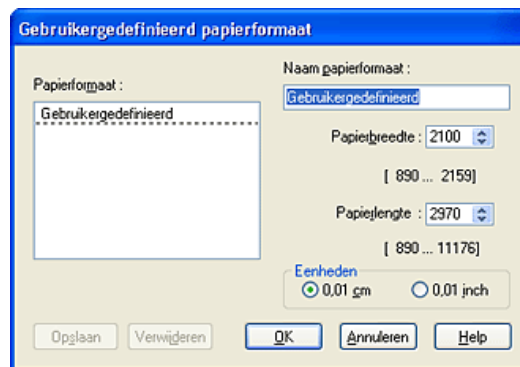 Gebruikergedefinieerd papierformaat
Papierformaat :
Gebruikergedefinieerd
Naam papierformaat :
Gebruikergedefinieerd
Papierbreedte : 2100
[ 890 ... 2159]
Papierlengte : 2970
[ 890 ... 11176]
Eenheden
0,01 cm
0,01 inch
Opslaan
Verwijderen
OK
Annuleren
Help